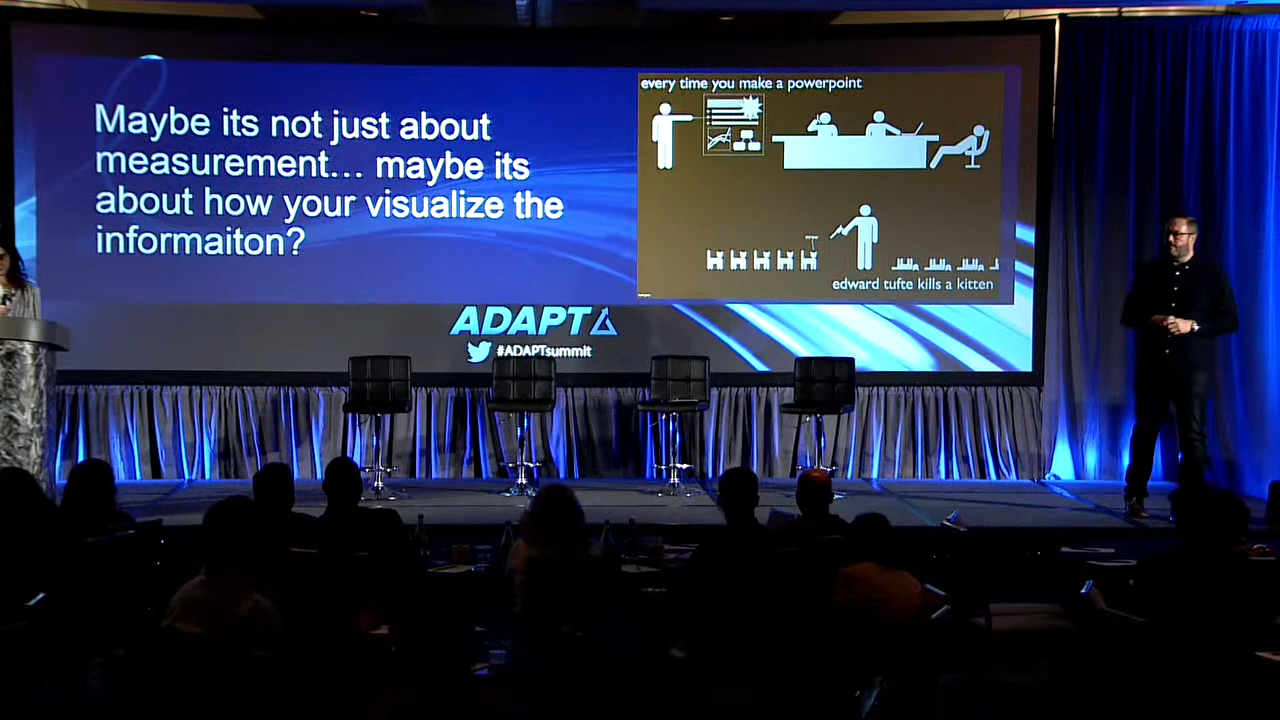 Maybe its not just about
measurement... maybe its
about how your visualize the
informaiton?
every time you make a powerpoint
edward tufte kills a kitten
ADAPT
#ADAPTsummit